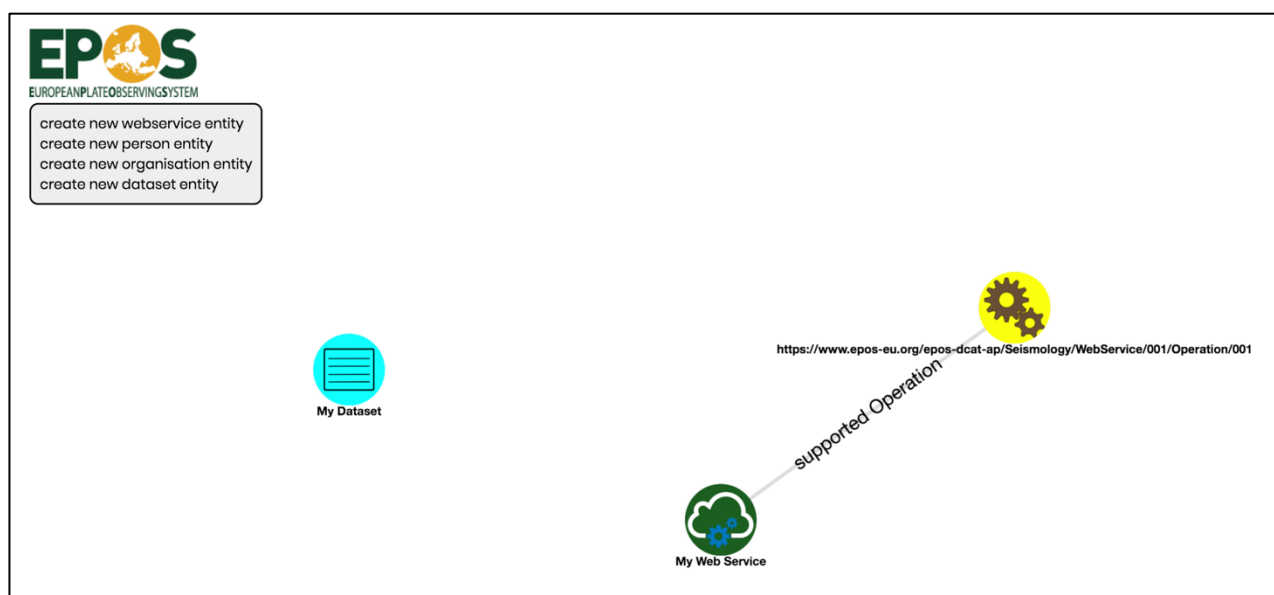 EPOS
EUROPEANPLATEOBSERVINGSYSTEM
create new webservice entity
create new person entity
create new organisation entity
create new dataset entity
https://www.epos-eu.org/epos-dcat-ap/Seismology/WebService/001/Operation/001
supported Operation
My Dataset
My Web Service